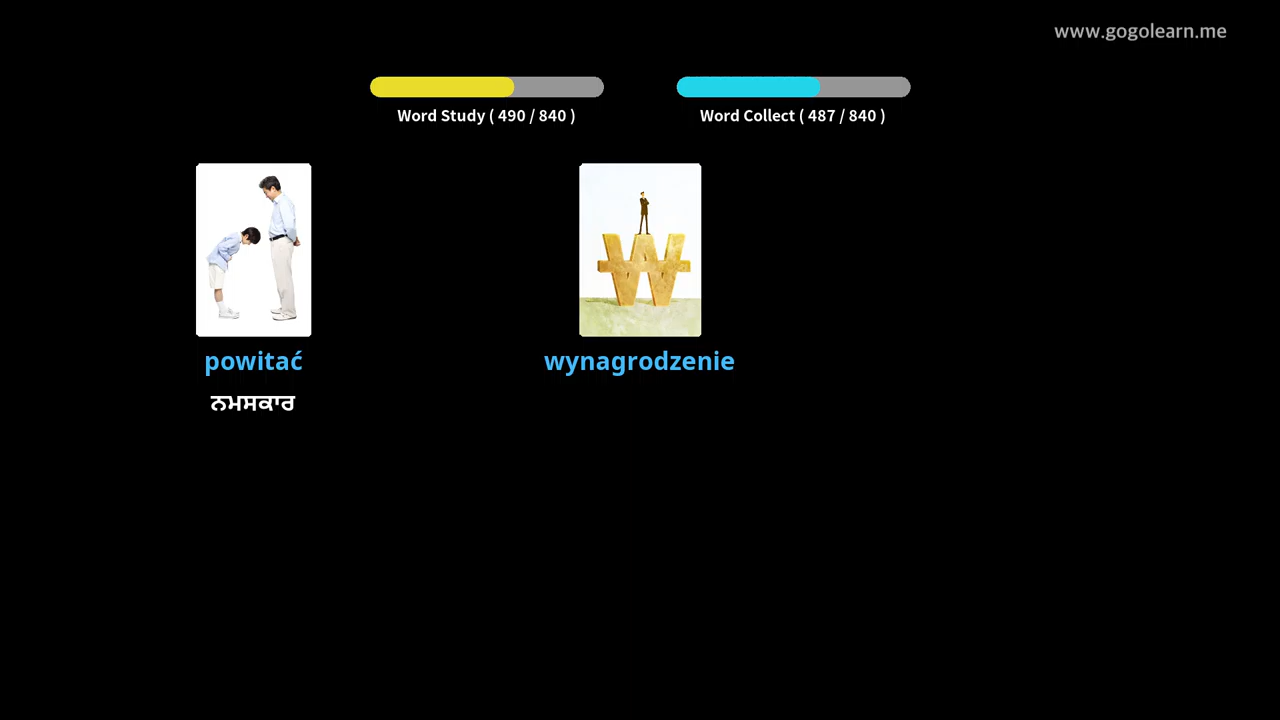 www.gogolearn.me
Word Study ( 490 / 840 )
Word Collect ( 487 / 840 )
powitać
wynagrodzenie
ਨਮਸਕਾਰ